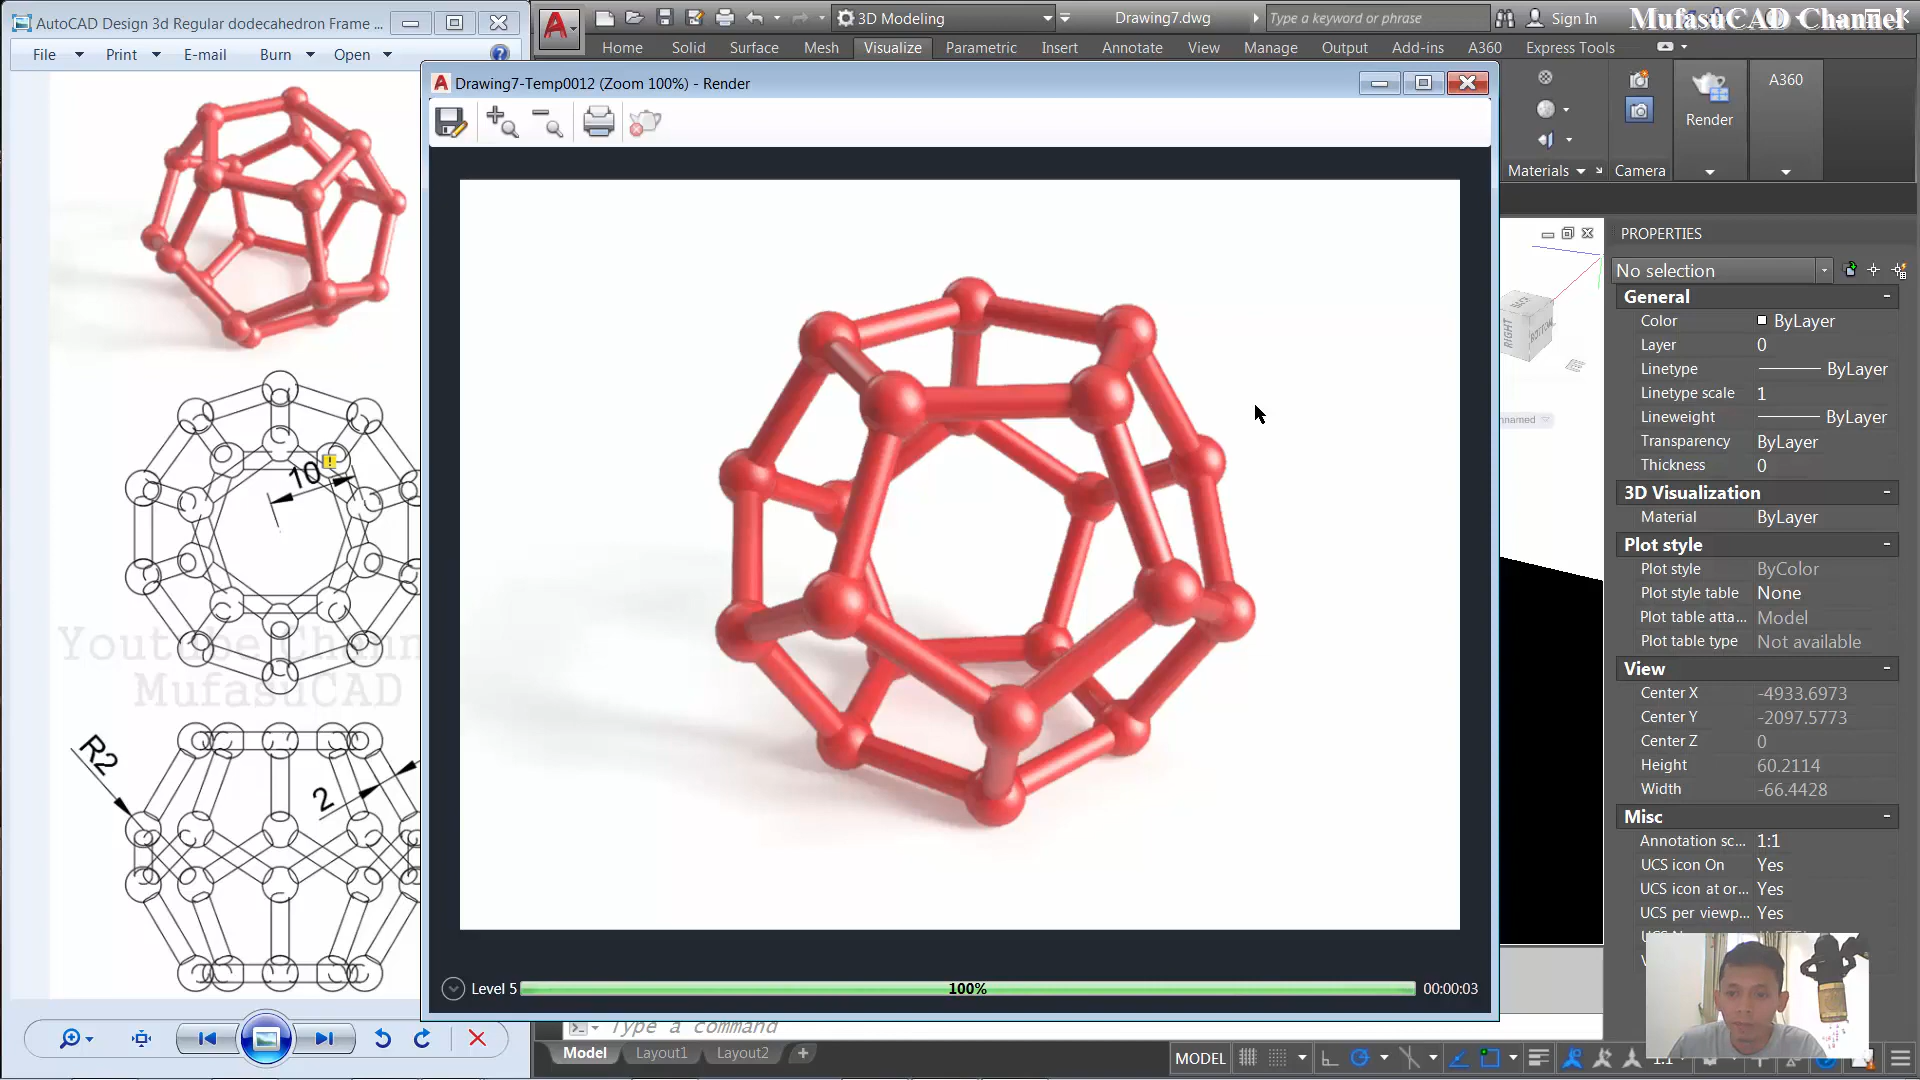 AutoCAD Design 3d Regular dodecahedron Frame ...
File Print E-mail Burn Open
10
Youtube Chann
MufasuCAD
R2
2
3D Modeling Drawing7.dwg Type a keyword or phrase Sign In
MufasuCAD Channel
Home Solid Surface Mesh Visualize Parametric Insert Annotate View Manage Output Add-ins A360 Express Tools
Render A360
Materials Camera
Drawing7-Temp0012 (Zoom 100%) - Render
Level 5 100% 00:00:03
BACK
RIGHT
BOTTOM
nnamed
PROPERTIES
No selection
General
Color ByLayer
Layer 0
Linetype ByLayer
Linetype scale 1
Lineweight ByLayer
Transparency ByLayer
Thickness 0
3D Visualization
Material ByLayer
Plot style
Plot style ByColor
Plot style table None
Plot table atta... Model
Plot table type Not available
View
Center X -4933.6973
Center Y -2097.5773
Center Z 0
Height 60.2114
Width -66.4428
Misc
Annotation sc... 1:1
UCS icon On Yes
UCS icon at or... Yes
UCS per viewp... Yes
Type a command
Model Layout1 Layout2 +
MODEL 1:1